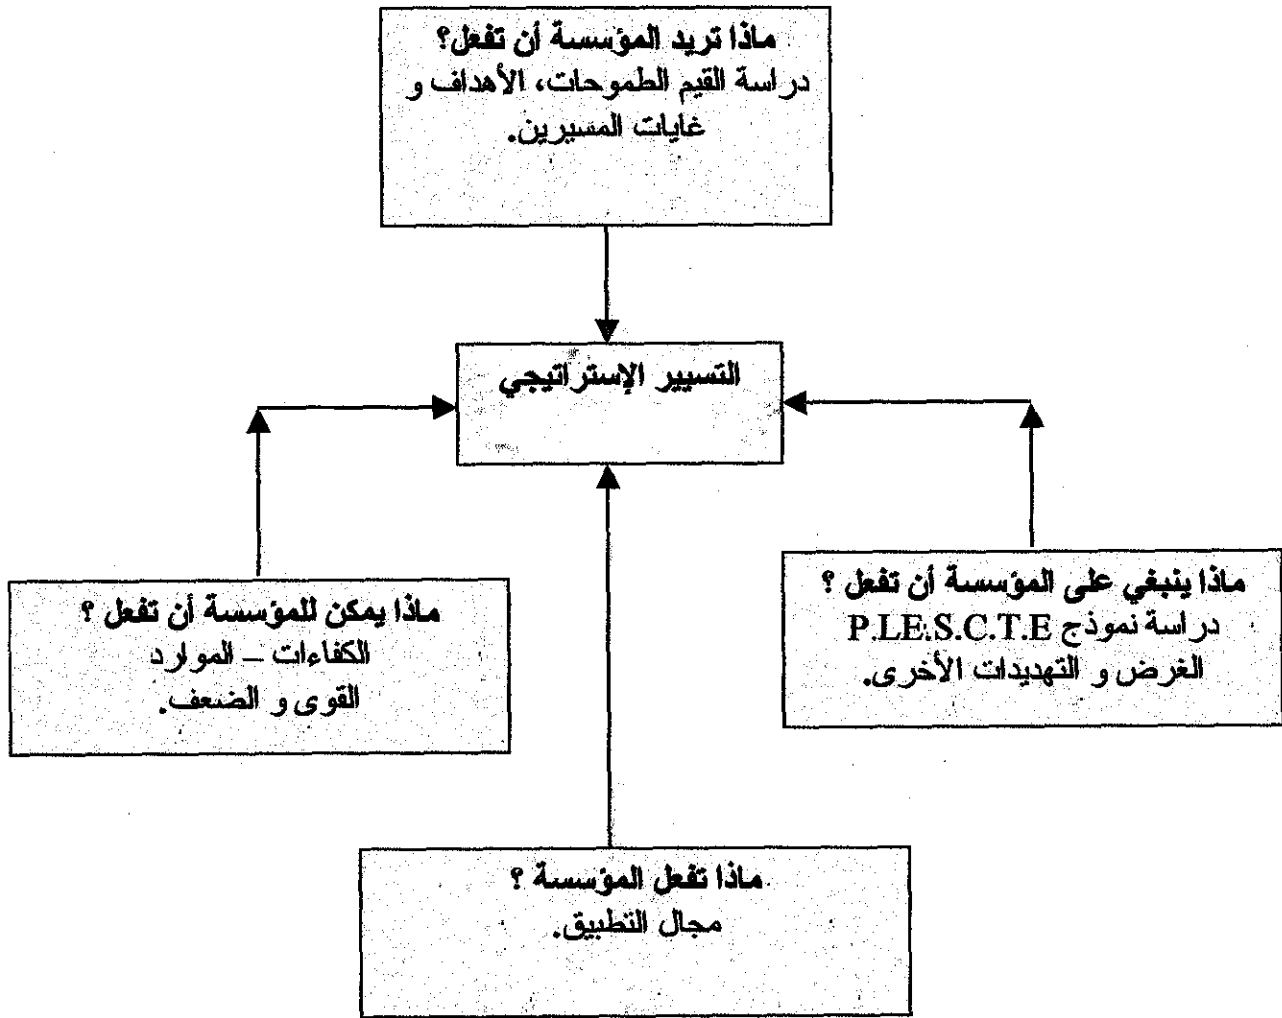 ماذا تريد المؤسسة أن تفعل؟
دراسة القيم الطموحات، الأهداف و
غايات المسيرين.
التسيير الإستراتيجي
ماذا ينبغي على المؤسسة أن تفعل ؟
دراسة نموذج P.LE.S.C.T.E
الغرض و التهديدات الأخرى.
ماذا يمكن للمؤسسة أن تفعل ؟
الكفاءات – الموارد
القوى و الضعف.
ماذا تفعل المؤسسة ؟
مجال التطبيق.